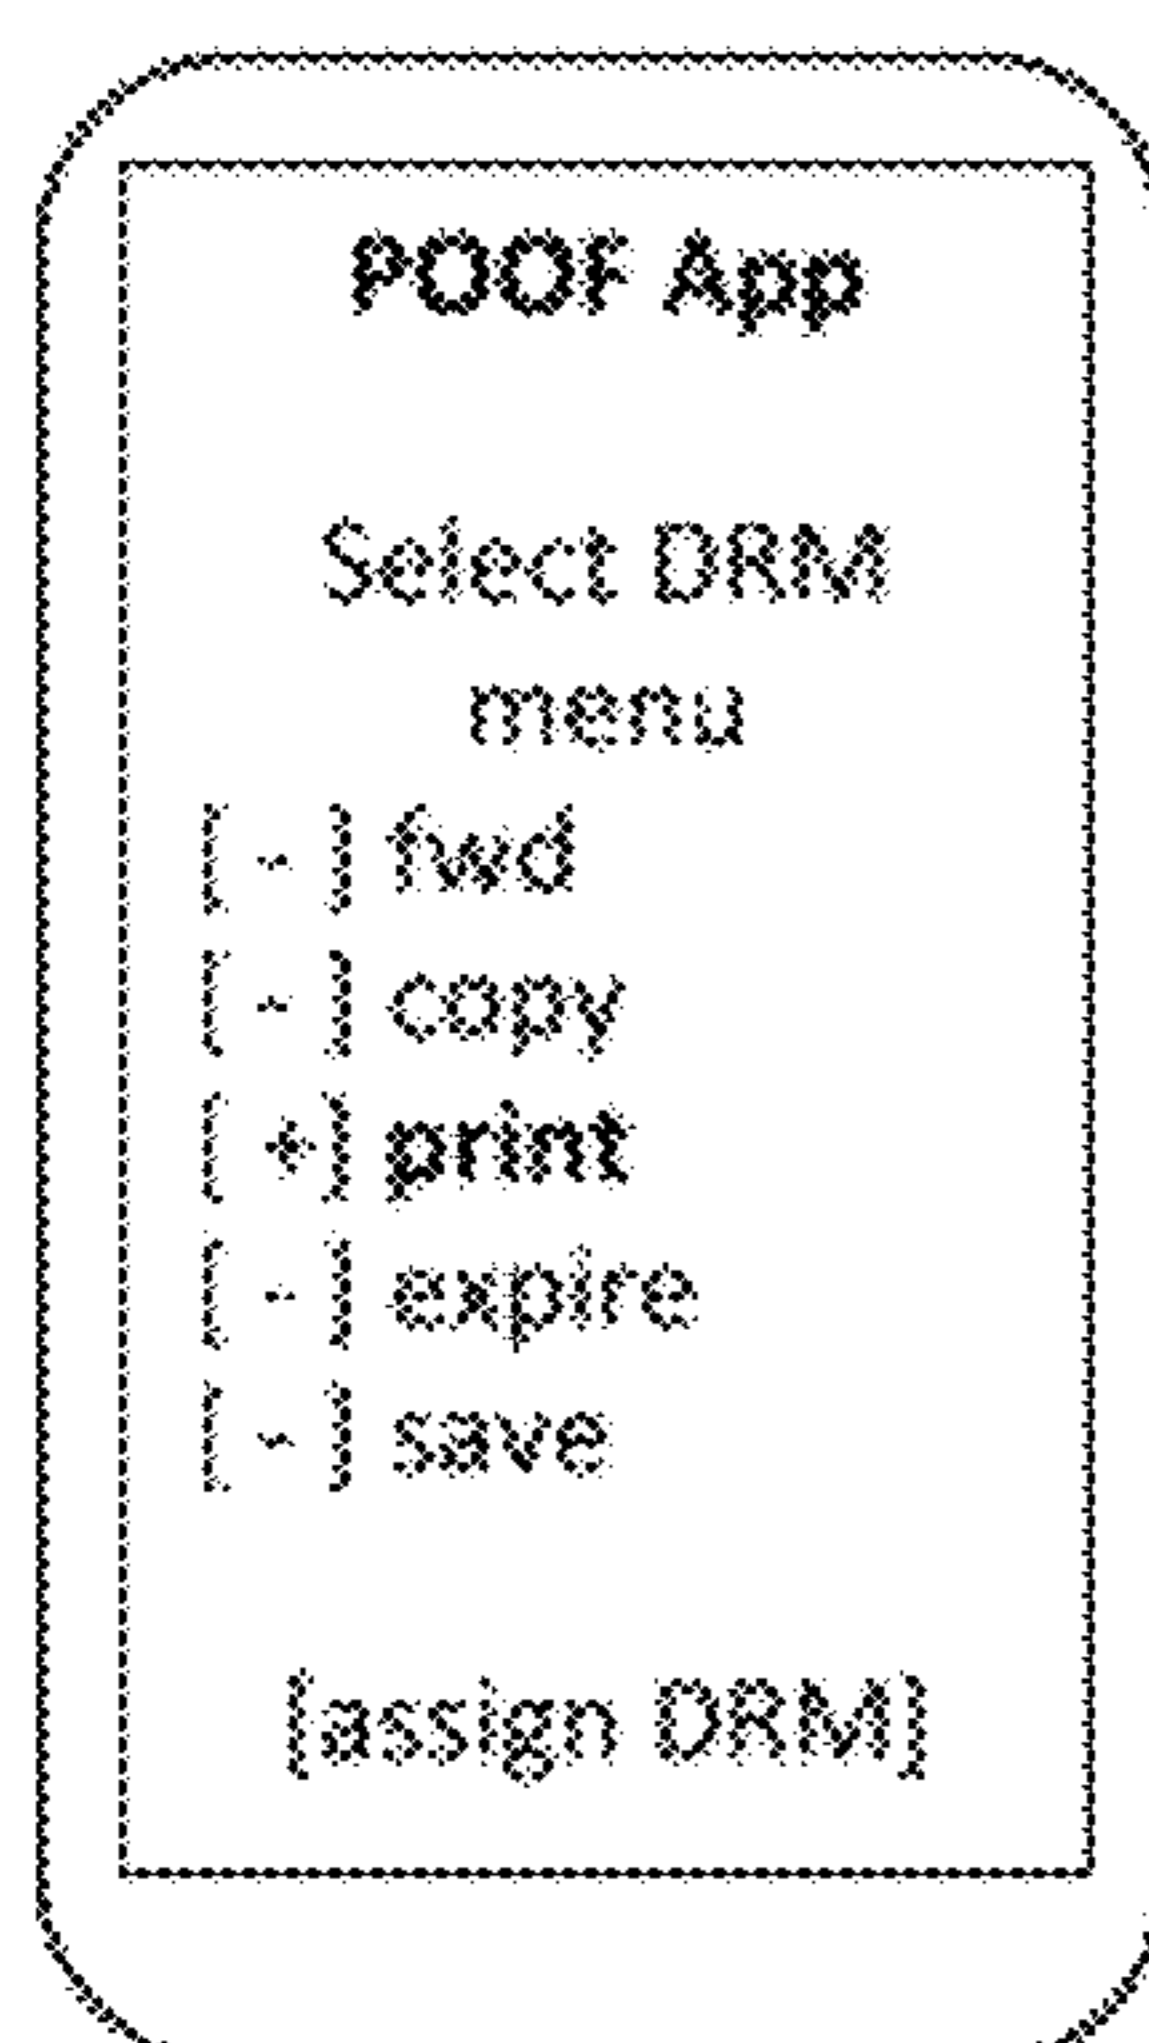 POOF App
Select DRM
menu
[ - ] fwd
[ - ] copy
[ +] print
[ - ] expire
[ - ] save
[assign DRM]